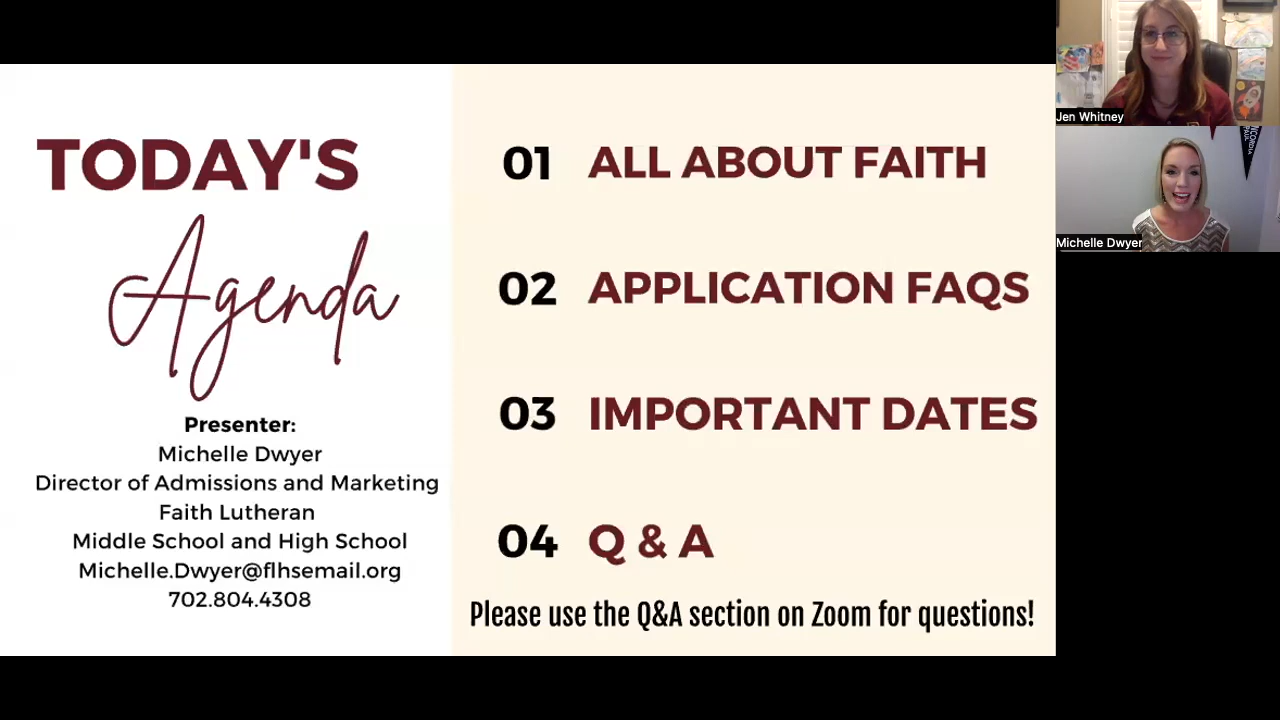 TODAY'S
Agenda
Presenter:
Michelle Dwyer
Director of Admissions and Marketing
Faith Lutheran
Middle School and High School
Michelle.Dwyer@flhsemail.org
702.804.4308
01 ALL ABOUT FAITH
02 APPLICATION FAQS
03 IMPORTANT DATES
04 Q & A
Please use the Q&A section on Zoom for questions!
Jen Whitney
Michelle Dwyer